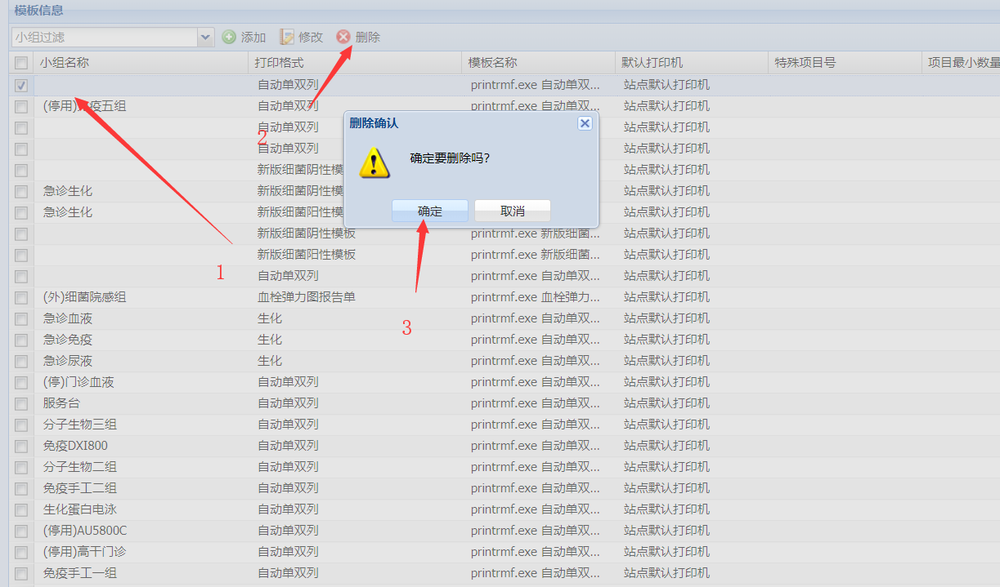 模板信息
小组过滤 添加 修改 删除
小组名称 打印格式 模板名称 默认打印机 特殊项目号 项目最小数量
自动单双列 printrmf.exe 自动单双... 站点默认打印机
(停用) 疫五组 自动单双列 printrmf.exe 自动单双... 站点默认打印机
自动单双列 站点默认打印机
自动单双列 站点默认打印机
新版细菌阴性模 站点默认打印机
急诊生化 新版细菌阴性模 站点默认打印机
急诊生化 新版细菌阳性模 站点默认打印机
新版细菌阴性模板 printrmf.exe 新版细菌... 站点默认打印机
新版细菌阳性模板 printrmf.exe 新版细菌... 站点默认打印机
自动单双列 printrmf.exe 自动单双... 站点默认打印机
(外)细菌院感组 血栓弹力图报告单 printrmf.exe 血栓弹力... 站点默认打印机
急诊血液 生化 printrmf.exe 自动单双... 站点默认打印机
急诊免疫 生化 printrmf.exe 自动单双... 站点默认打印机
急诊尿液 生化 printrmf.exe 自动单双... 站点默认打印机
(停)门诊血液 自动单双列 printrmf.exe 自动单双... 站点默认打印机
服务台 自动单双列 printrmf.exe 自动单双... 站点默认打印机
分子生物三组 自动单双列 printrmf.exe 自动单双... 站点默认打印机
免疫DXI800 自动单双列 printrmf.exe 自动单双... 站点默认打印机
分子生物二组 自动单双列 printrmf.exe 自动单双... 站点默认打印机
免疫手工二组 自动单双列 printrmf.exe 自动单双... 站点默认打印机
生化蛋白电泳 自动单双列 printrmf.exe 自动单双... 站点默认打印机
(停用)AU5800C 自动单双列 printrmf.exe 自动单双... 站点默认打印机
(停用)高干门诊 自动单双列 printrmf.exe 自动单双... 站点默认打印机
免疫手工一组 自动单双列 printrmf.exe 自动单双... 站点默认打印机
删除确认
确定要删除吗?
确定 取消
1
2
3